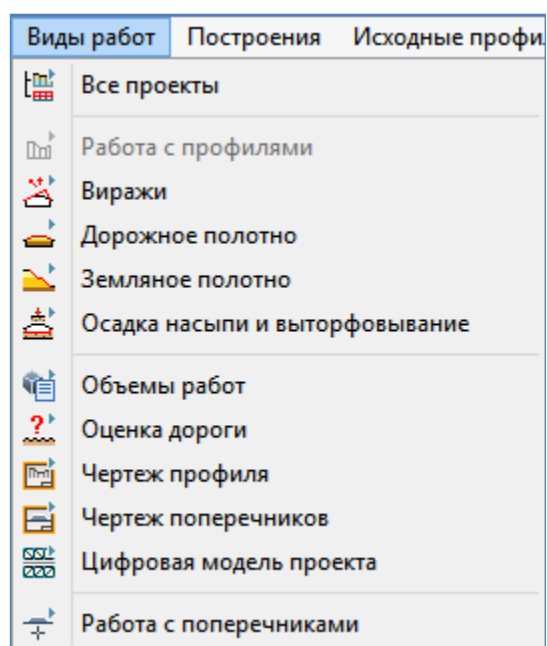 Виды работ Построения Исходные профи
Все проекты
Работа с профилями
Виражи
Дорожное полотно
Земляное полотно
Осадка насыпи и выторфовывание
Объемы работ
Оценка дороги
Чертеж профиля
Чертеж поперечников
Цифровая модель проекта
Работа с поперечниками